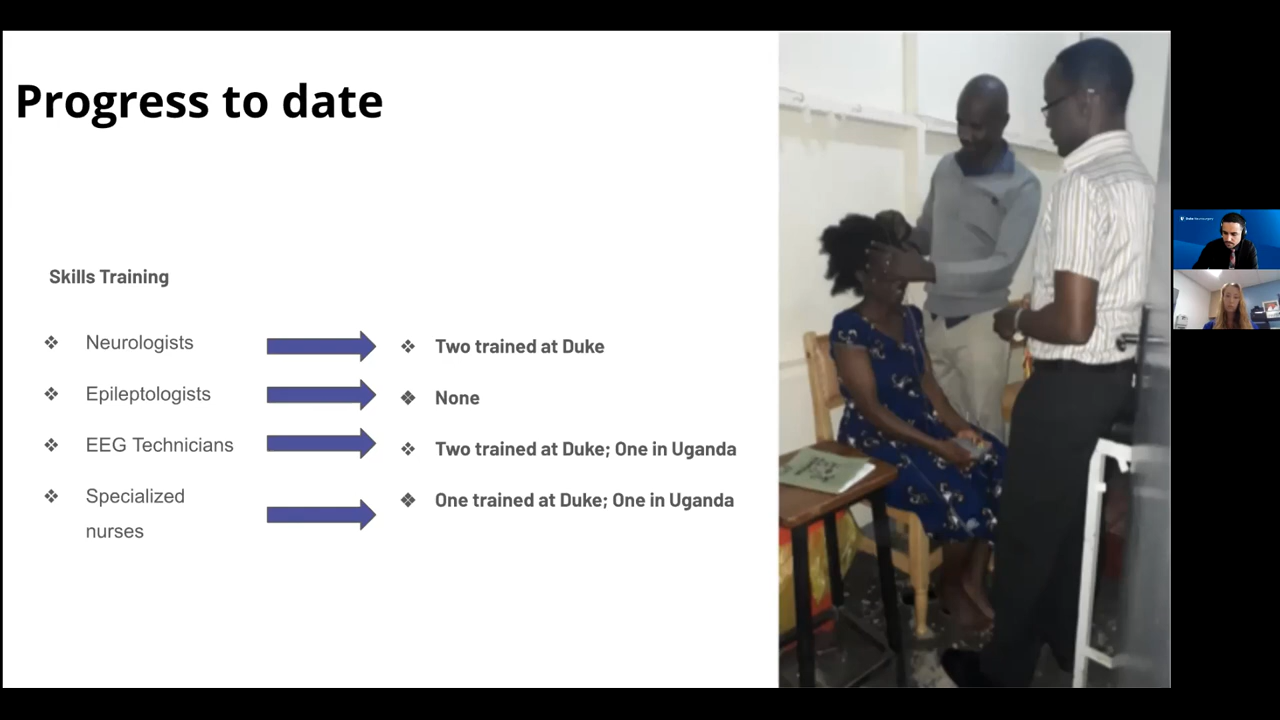 Progress to date
Skills Training
❖ Neurologists
❖ Two trained at Duke
❖ Epileptologists
❖ None
❖ EEG Technicians
❖ Two trained at Duke; One in Uganda
❖ Specialized
nurses
❖ One trained at Duke; One in Uganda